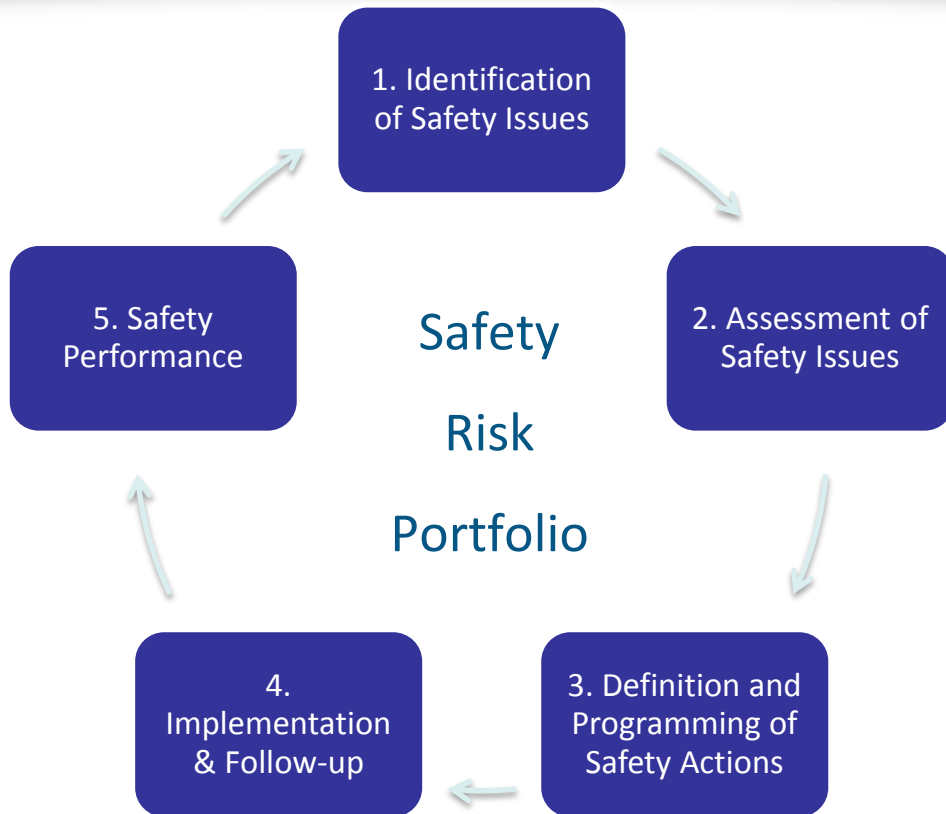 1. Identification
of Safety Issues
2. Assessment of
Safety Issues
3. Definition and
Programming of
Safety Actions
4.
Implementation
& Follow-up
5. Safety
Performance
Safety
Risk
Portfolio